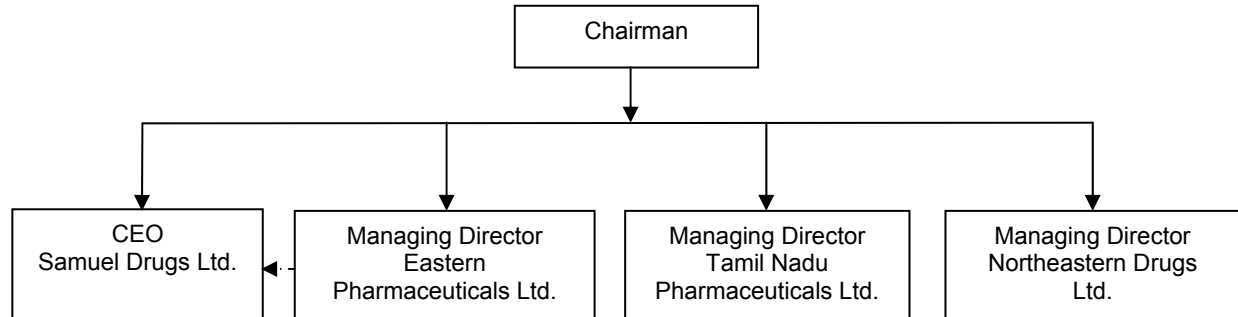 Chairman
CEO
Samuel Drugs Ltd.
Managing Director
Eastern
Pharmaceuticals Ltd.
Managing Director
Tamil Nadu
Pharmaceuticals Ltd.
Managing Director
Northeastern Drugs
Ltd.